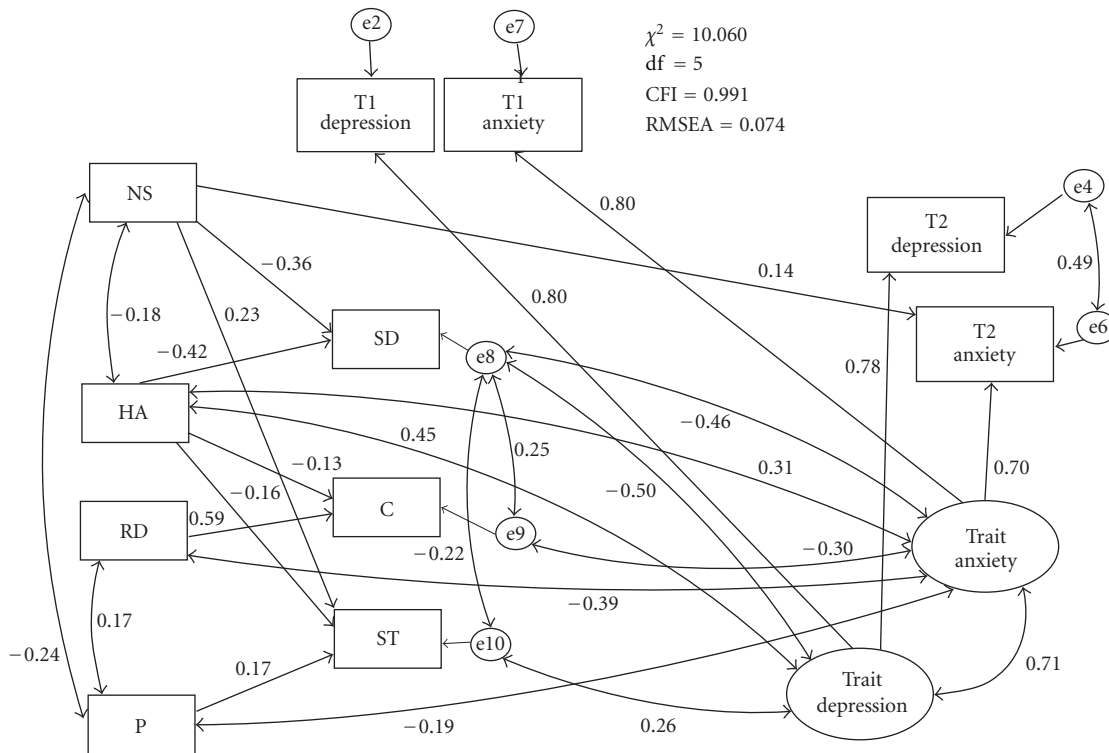 e2
e7
χ² = 10.060
df = 5
CFI = 0.991
RMSEA = 0.074
T1
depression
1
T1
anxiety
NS
e4
0.80
T2
depression
−0.36
0.14
0.49
0.80
−0.18
0.23
SD
T2
anxiety
e6
−0.42
e8
0.78
HA
−0.46
0.45
0.25
−0.13
0.31
−0.16
0.70
−0.50
C
RD
0.59
e9
Trait
anxiety
−0.22
−0.30
−0.39
0.17
ST
e10
−0.24
0.17
0.71
Trait
depression
P
−0.19
0.26